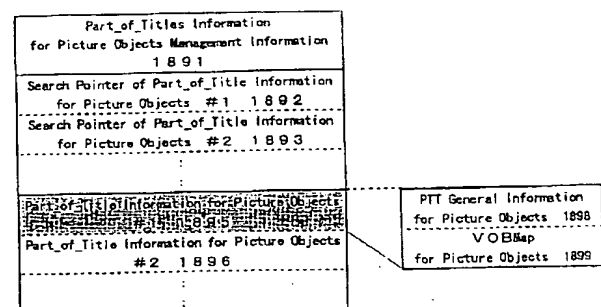 Part_of_Titles Information
for Picture Objects Management Information
1891
Search Pointer of Part_of_Title Information
for Picture Objects #1 1892
Search Pointer of Part_of_Title Information
for Picture Objects #2 1893
Part_of_Title Information for Picture Objects
#1 1895
Part_of_Title Information for Picture Objects
#2 1896
PTT General Information
for Picture Objects 1898
VOBMap
for Picture Objects 1899